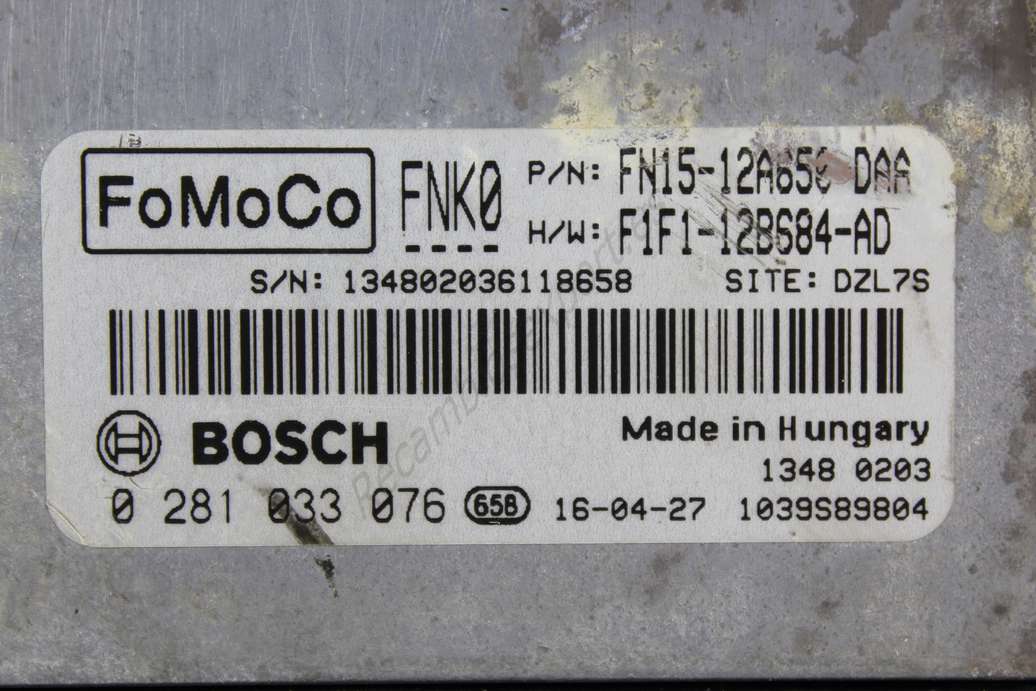 FoMoCo FNK0 P/N: FN15-12A650-DAA
H/W: F1F1-12B684-AD
S/N: 134802036118658 SITE: DZL7S
BOSCH Made in Hungary
1348 0203
0 281 033 076 658 16-04-27 1039S89804